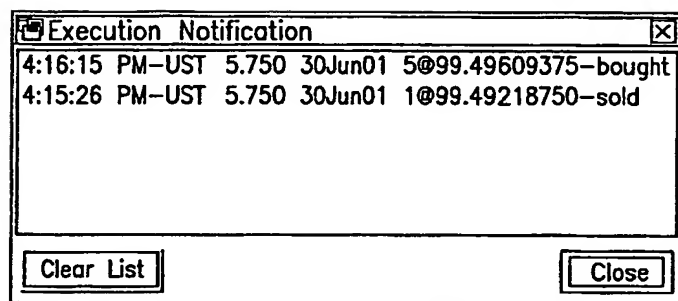 Execution Notification
4:16:15 PM-UST 5.750 30Jun01 5@99.49609375-bought
4:15:26 PM-UST 5.750 30Jun01 1@99.49218750-sold
Clear List Close